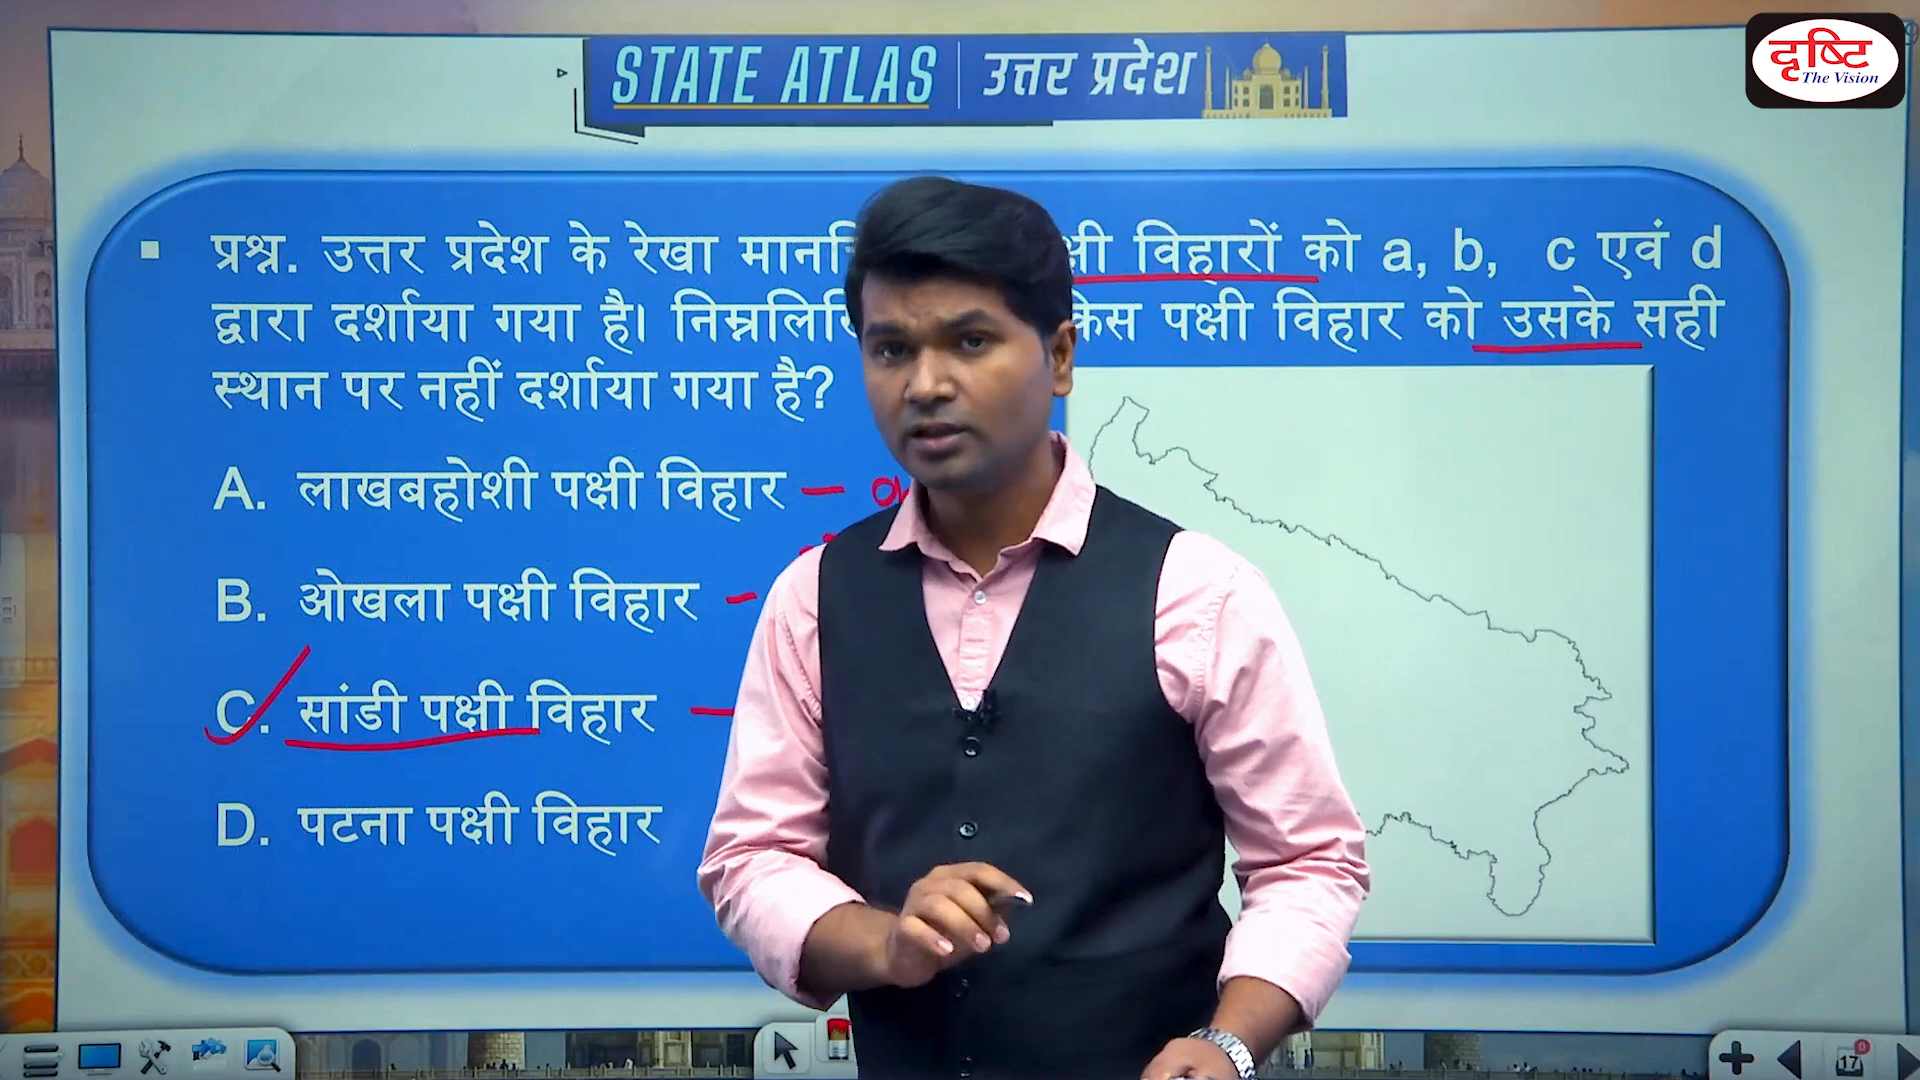 STATE ATLAS उत्तर प्रदेश
दृष्टि
The Vision
प्रश्न. उत्तर प्रदेश के रेखा विहारों को a, b, c एवं d
द्वारा दर्शाया गया है। पक्षी विहार को उसके सही
स्थान पर नहीं दर्शाया गया है?
A. लाखबहोशी पक्षी विहार –
B. ओखला पक्षी विहार –
C. सांडी पक्षी विहार –
D. पटना पक्षी विहार
17